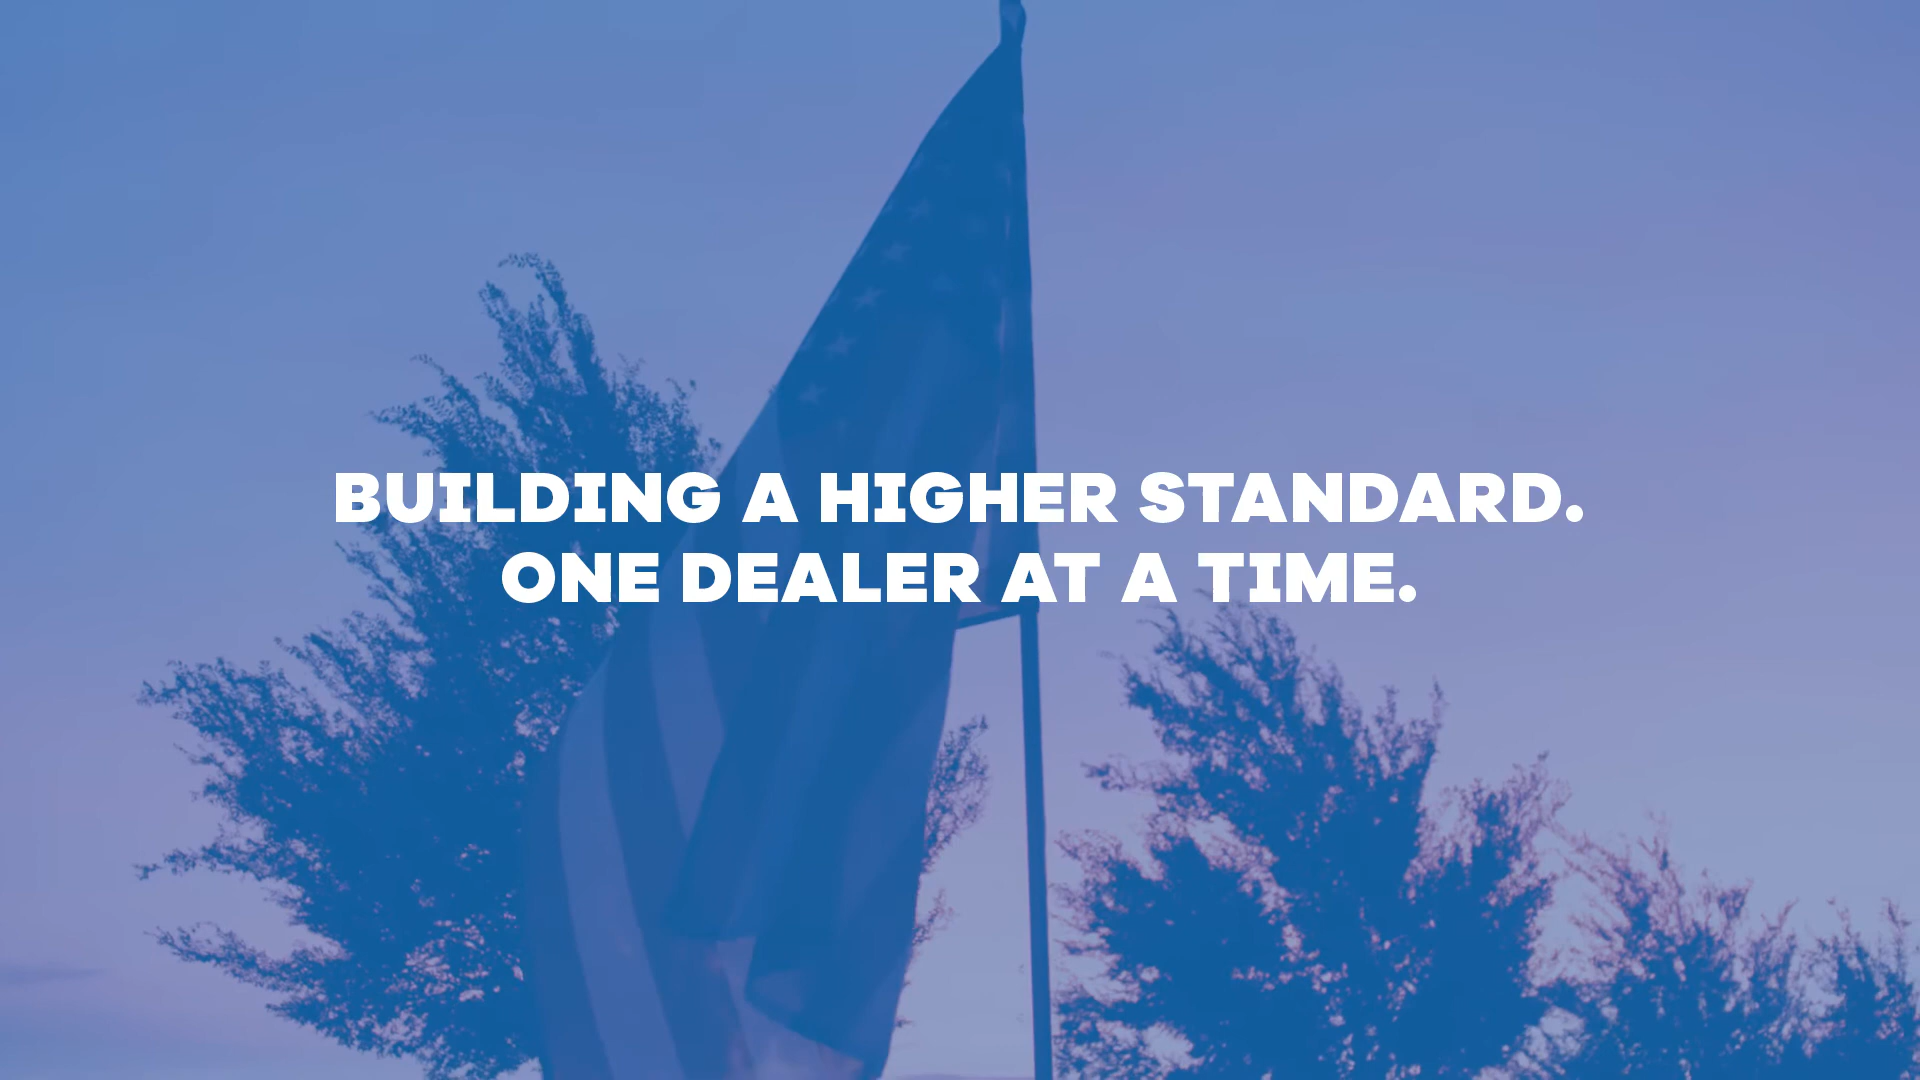 BUILDING A HIGHER STANDARD.
ONE DEALER AT A TIME.